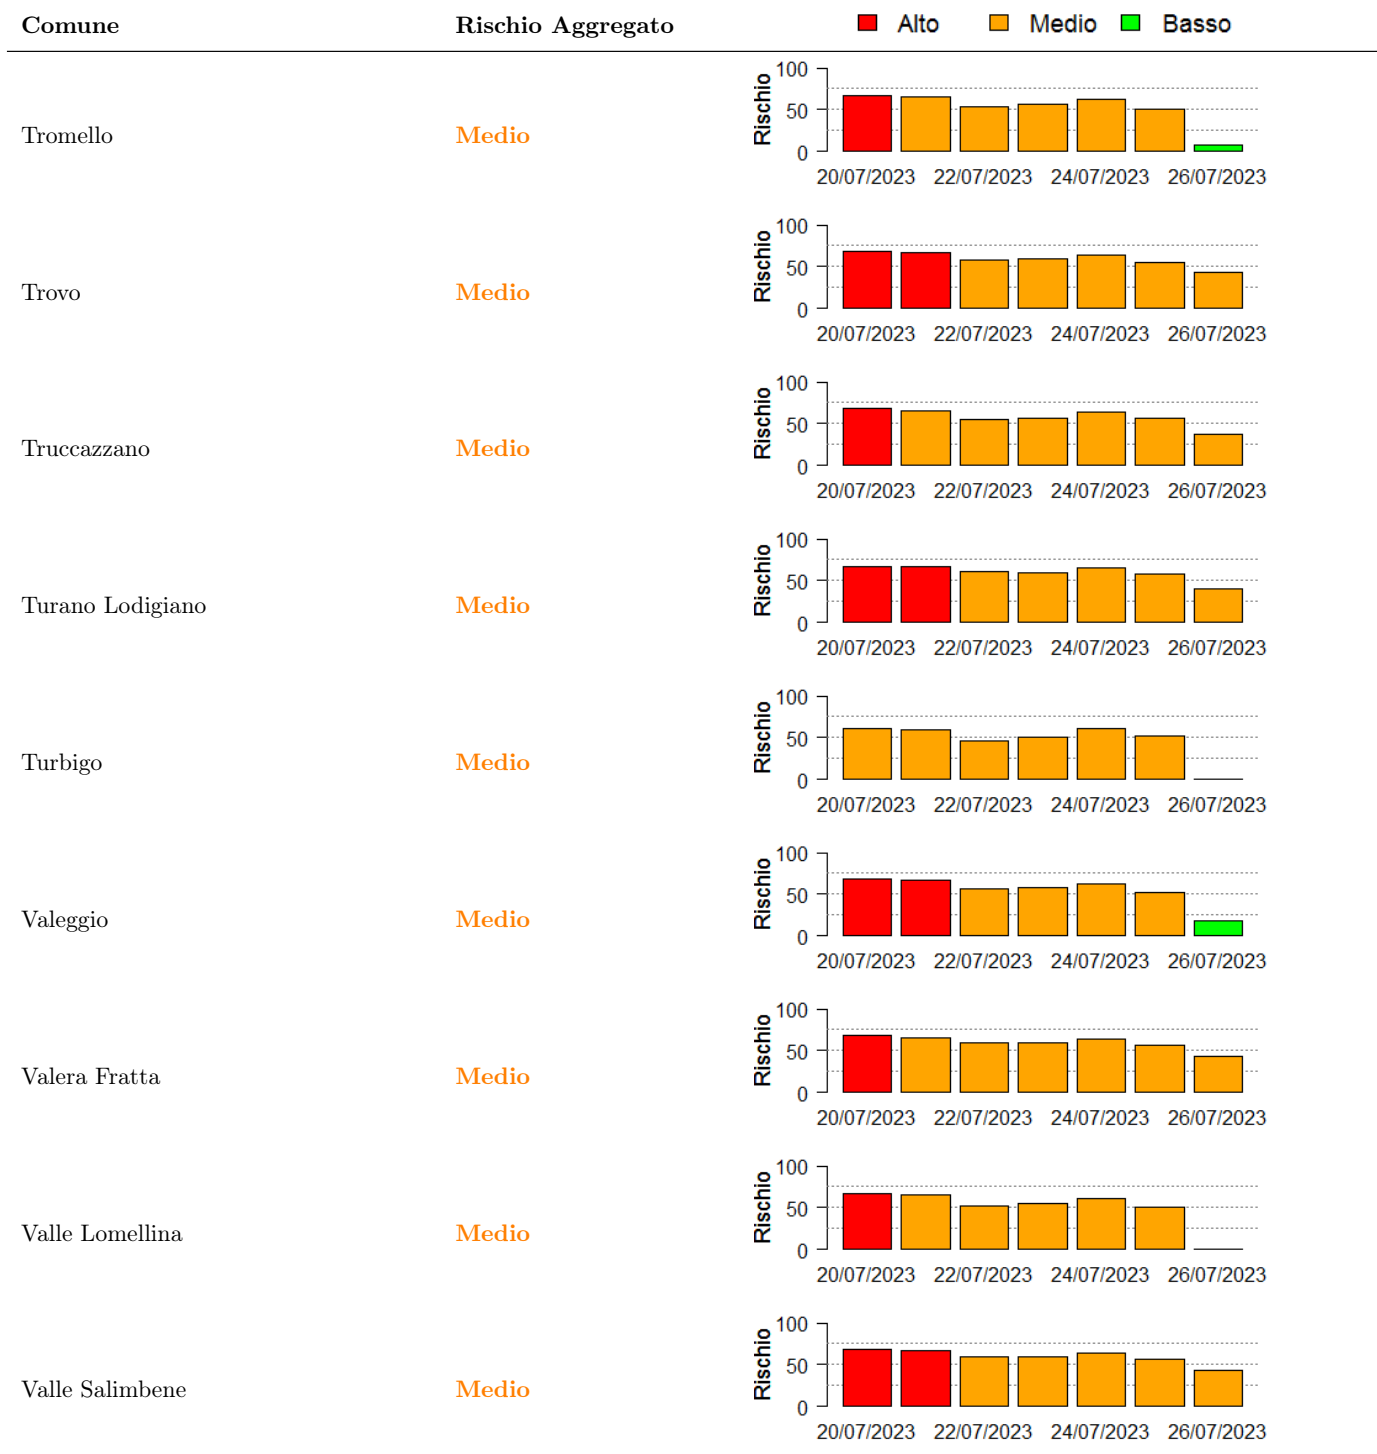 Comune Rischio Aggregato Alto Medio Basso
Tromello Medio Rischio 100 50 0
20/07/2023 22/07/2023 24/07/2023 26/07/2023
Trovo Medio Rischio 100 50 0
20/07/2023 22/07/2023 24/07/2023 26/07/2023
Truccazzano Medio Rischio 100 50 0
20/07/2023 22/07/2023 24/07/2023 26/07/2023
Turano Lodigiano Medio Rischio 100 50 0
20/07/2023 22/07/2023 24/07/2023 26/07/2023
Turbigo Medio Rischio 100 50 0
20/07/2023 22/07/2023 24/07/2023 26/07/2023
Valeggio Medio Rischio 100 50 0
20/07/2023 22/07/2023 24/07/2023 26/07/2023
Valera Fratta Medio Rischio 100 50 0
20/07/2023 22/07/2023 24/07/2023 26/07/2023
Valle Lomellina Medio Rischio 100 50 0
20/07/2023 22/07/2023 24/07/2023 26/07/2023
Valle Salimbene Medio Rischio 100 50 0
20/07/2023 22/07/2023 24/07/2023 26/07/2023